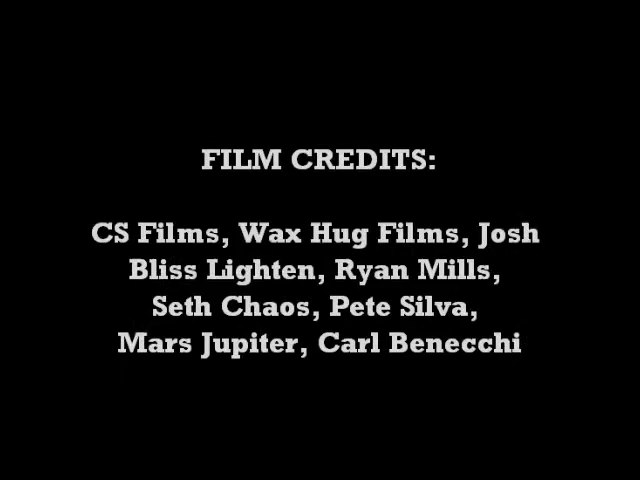 FILM CREDITS:
CS Films, Wax Hug Films, Josh
Bliss Lighten, Ryan Mills,
Seth Chaos, Pete Silva,
Mars Jupiter, Carl Benecchi